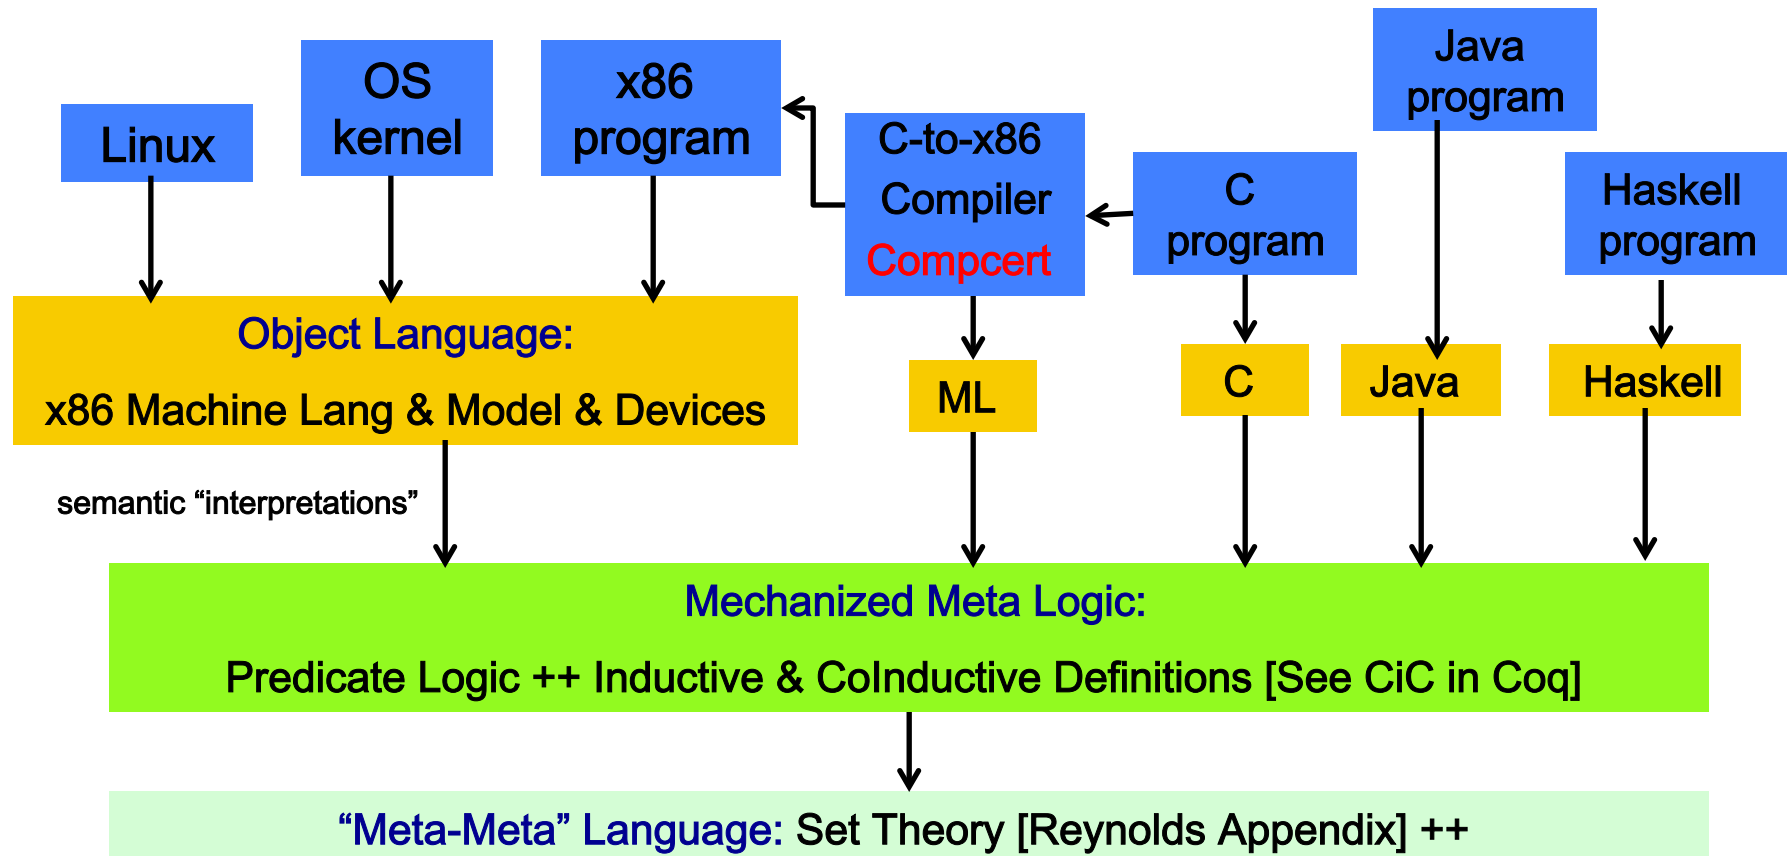 Linux
OS
kernel
x86
program
C-to-x86
Compiler
Compcert
C
program
Java
program
Haskell
program
Object Language:
x86 Machine Lang & Model & Devices
ML
C
Java
Haskell
semantic “interpretations”
Mechanized Meta Logic:
Predicate Logic ++ Inductive & CoInductive Definitions [See CiC in Coq]
“Meta-Meta” Language: Set Theory [Reynolds Appendix] ++